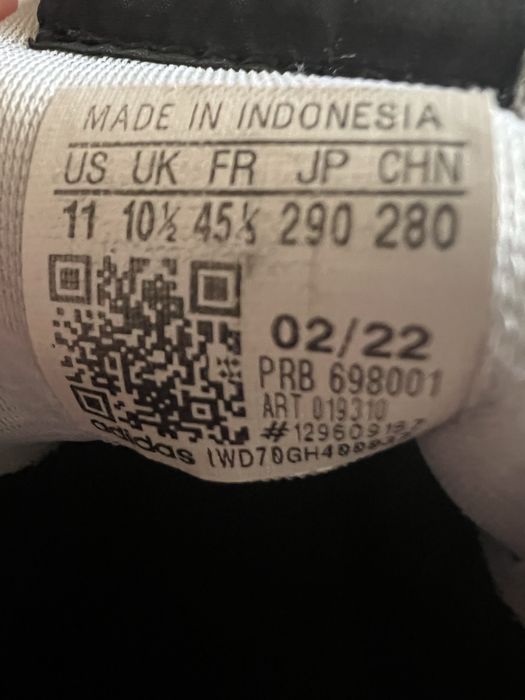 MADE IN INDONESIA
US UK FR JP CHN
11 10½ 45⅓ 290 280
02/22
PRB 698001
ART 019310
adidas